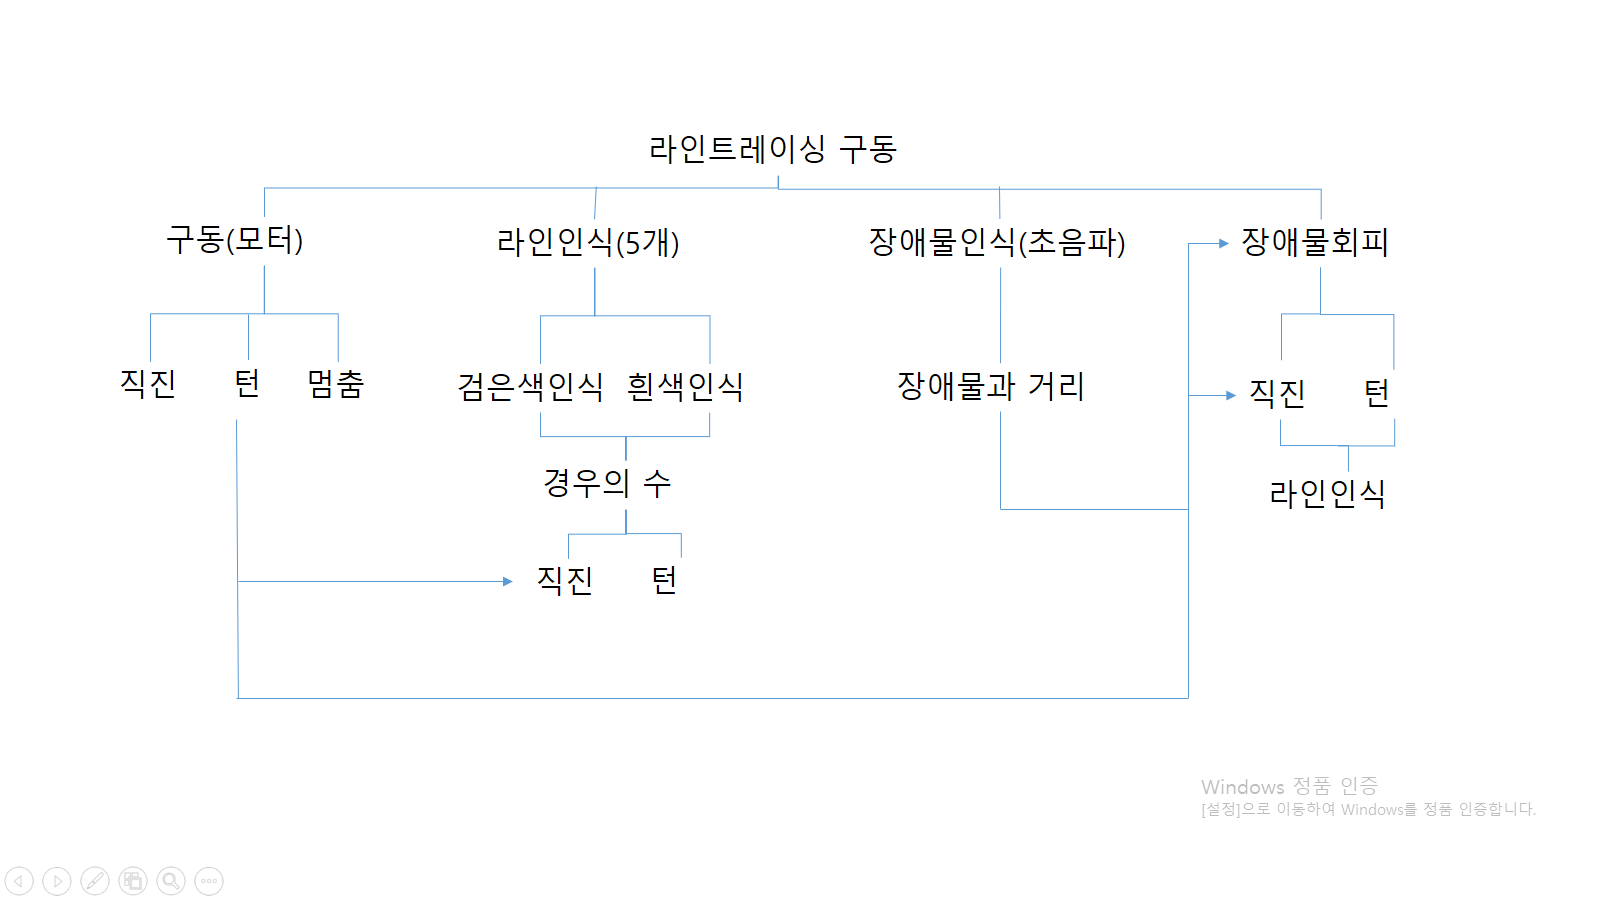 라인트레이싱 구동
구동(모터)
라인인식(5개)
장애물인식(초음파)
장애물회피
직진
턴
멈춤
검은색인식
흰색인식
장애물과 거리
직진
턴
경우의 수
라인인식
직진
턴
Windows 정품 인증
[설정]으로 이동하여 Windows를 정품 인증합니다.